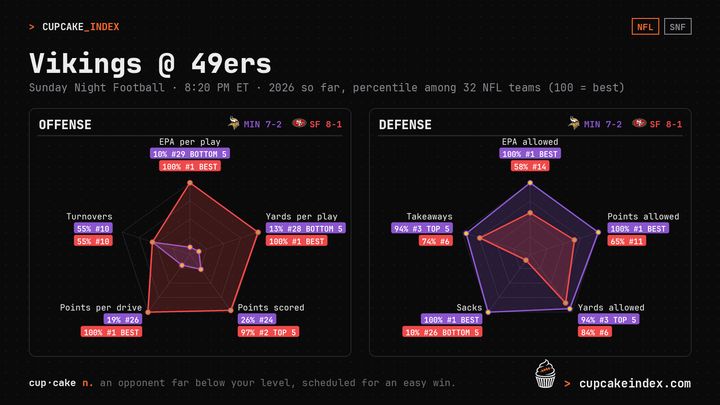 > CUPCAKE_INDEX
NFL SNF
Vikings @ 49ers
Sunday Night Football · 8:20 PM ET · 2026 so far, percentile among 32 NFL teams (100 = best)
OFFENSE
MIN 7-2 SF 8-1
EPA per play
10% #29 BOTTOM 5
100% #1 BEST
Turnovers
55% #10
55% #10
Yards per play
13% #28 BOTTOM 5
100% #1 BEST
Points per drive
19% #26
100% #1 BEST
Points scored
26% #24
97% #2 TOP 5
DEFENSE
MIN 7-2 SF 8-1
EPA allowed
100% #1 BEST
58% #14
Takeaways
94% #3 TOP 5
74% #6
Points allowed
100% #1 BEST
65% #11
Sacks
100% #1 BEST
10% #26 BOTTOM 5
Yards allowed
94% #3 TOP 5
84% #6
cup·cake n. an opponent far below your level, scheduled for an easy win.
> cupcakeindex.com